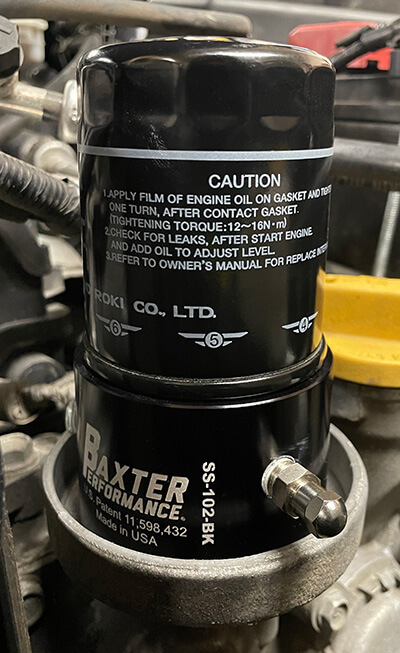 CAUTION
1.APPLY FILM OF ENGINE OIL ON GASKET AND
ONE TURN, AFTER CONTACT GASKET.
(TIGHTENING TORQUE:12～16N・m)
2.CHECK FOR LEAKS, AFTER START ENGINE.
AND ADD OIL TO ADJUST LEVEL.
3.REFER TO OWNER'S MANUAL FOR REPLACE
ROKI CO., LTD.
6 5 4
BAXTER
PERFORMANCE
SS-102-BK
U.S. Patent 11,598,432
Made in USA